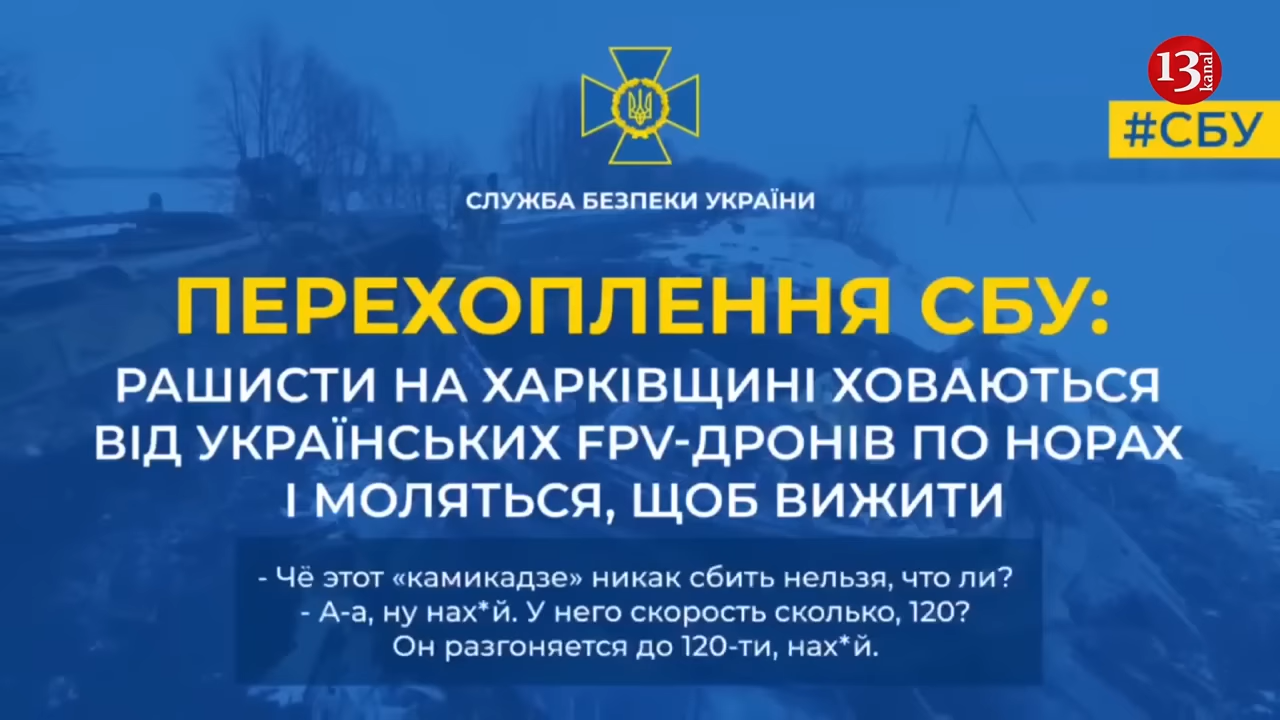 13 kanal
#СБУ
СЛУЖБА БЕЗПЕКИ УКРАЇНИ
ПЕРЕХОПЛЕННЯ СБУ:
РАШИСТИ НА ХАРКІВЩИНІ ХОВАЮТЬСЯ
ВІД УКРАЇНСЬКИХ FPV-ДРОНІВ ПО НОРАХ
І МОЛЯТЬСЯ, ЩОБ ВИЖИТИ
- Чё этот «камикадзе» никак сбить нельзя, что ли?
- А-а, ну нах*й. У него скорость сколько, 120?
Он разгоняется до 120-ти, нах*й.